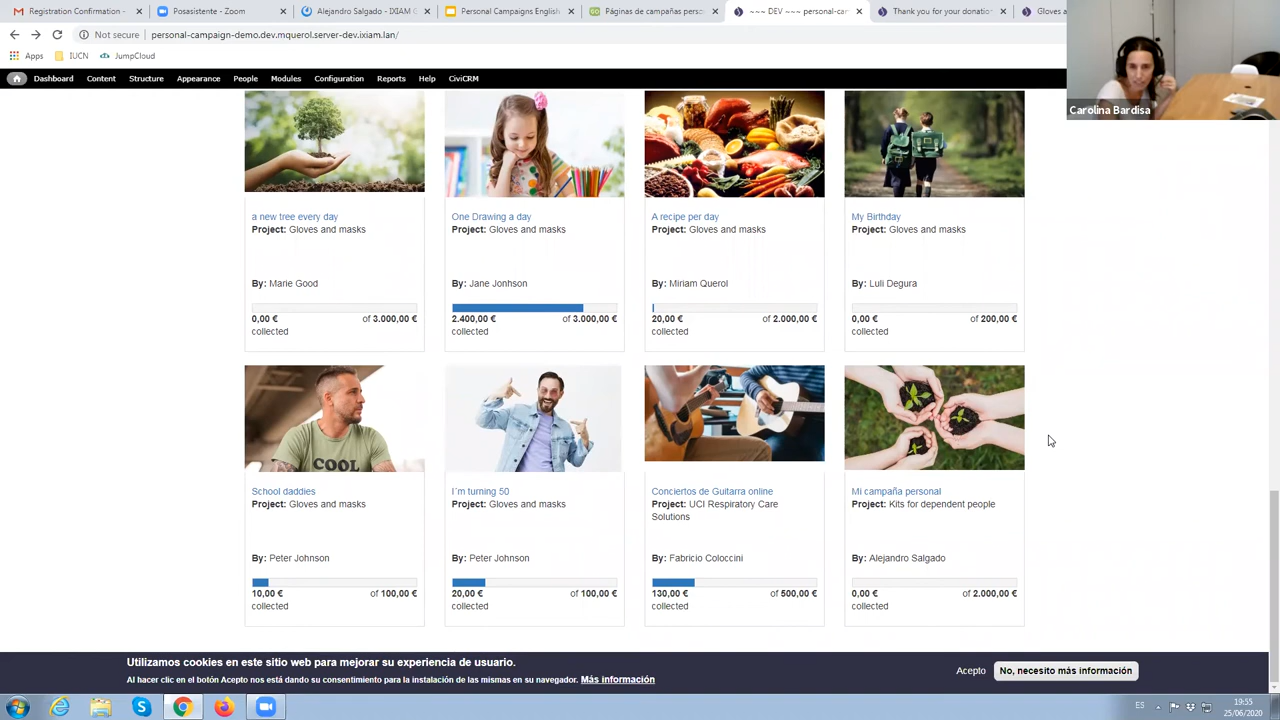 Registration Confirmation -
Posasistente - Zoom
Alejandro Salgado - IXIAM G
Personal Campaigns English
Páginas de campañas perso
~~~ DEV ~~~ personal-ca
Thank you for your donation
Gloves a
Not secure personal-campaign-demo.dev.mquerol.server-dev.ixiam.lan/
Apps IUCN JumpCloud
Carolina Bardisa
Dashboard Content Structure Appearance People Modules Configuration Reports Help CiviCRM
a new tree every day
Project: Gloves and masks
By: Marie Good
0,00 € of 3.000,00 €
collected
One Drawing a day
Project: Gloves and masks
By: Jane Jonhson
2.400,00 € of 3.000,00 €
collected
A recipe per day
Project: Gloves and masks
By: Miriam Querol
20,00 € of 2.000,00 €
collected
My Birthday
Project: Gloves and masks
By: Luli Degura
0,00 € of 200,00 €
collected
COOL
School daddies
Project: Gloves and masks
By: Peter Johnson
10,00 € of 100,00 €
collected
I´m turning 50
Project: Gloves and masks
By: Peter Johnson
20,00 € of 100,00 €
collected
Conciertos de Guitarra online
Project: UCI Respiratory Care
Solutions
By: Fabricio Coloccini
130,00 € of 500,00 €
collected
Mi campaña personal
Project: Kits for dependent people
By: Alejandro Salgado
0,00 € of 2.000,00 €
collected
Utilizamos cookies en este sitio web para mejorar su experiencia de usuario.
Al hacer clic en el botón Acepto nos está dando su consentimiento para la instalación de las mismas en su navegador. Más información
Acepto No, necesito más información
ES
19:55
25/06/2020